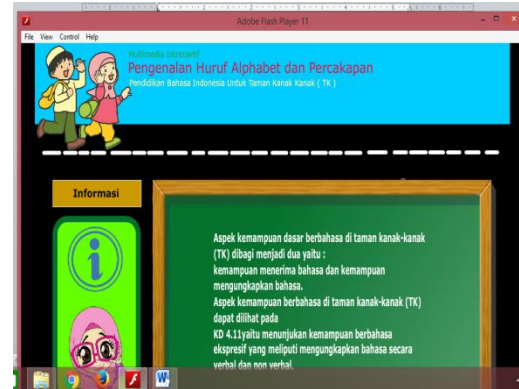 Adobe Flash Player 11
File View Control Help
Multimedia Interaktif
Pengenalan Huruf Alphabet dan Percakapan
Pendidikan Bahasa Indonesia Untuk Taman Kanak Kanak ( TK )
Informasi
Aspek kemampuan dasar berbahasa di taman kanak-kanak
(TK) dibagi menjadi dua yaitu :
kemampuan menerima bahasa dan kemampuan
mengungkapkan bahasa.
Aspek kemampuan berbahasa di taman kanak-kanak (TK)
dapat dilihat pada
KD 4.11yaitu menunjukan kemampuan berbahasa
ekspresif yang meliputi mengungkapkan bahasa secara
verbal dan non verbal.